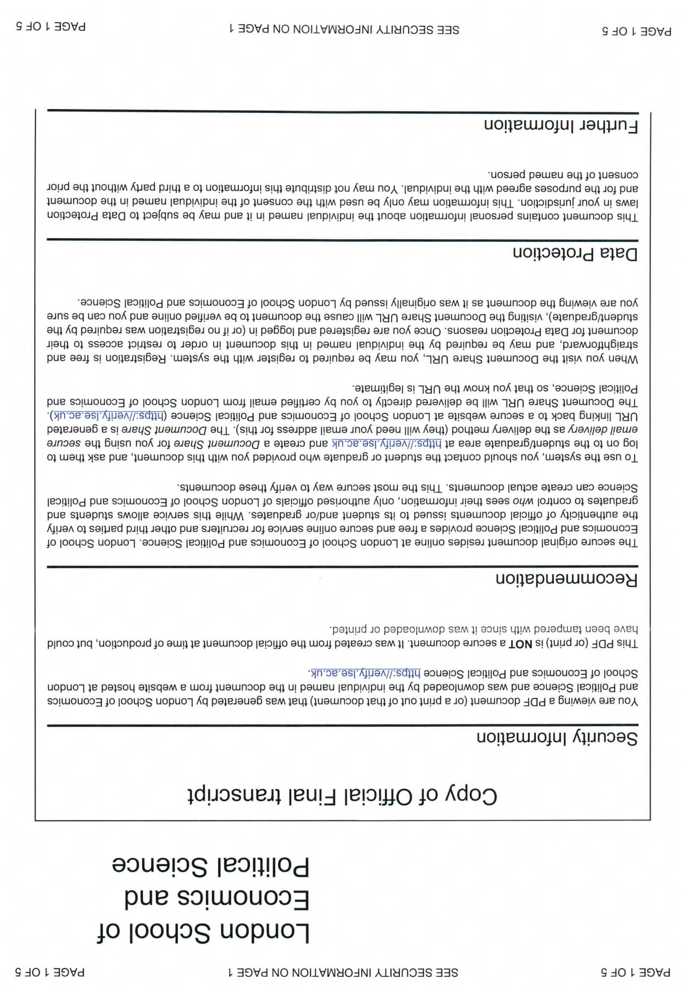 PAGE 1 OF 5 SEE SECURITY INFORMATION ON PAGE 1 PAGE 1 OF 5
London School of
Economics and
Political Science
Copy of Official Final transcript
Security Information
You are viewing a PDF document (or a print out of that document) that was generated by London School of Economics
and Political Science and was downloaded by the individual named in the document from a website hosted at London
School of Economics and Political Science https://verify.lse.ac.uk.
This PDF (or print) is NOT a secure document. It was created from the official document at time of production, but could
have been tampered with since it was downloaded or printed.
Recommendation
The secure original document resides online at London School of Economics and Political Science. London School of
Economics and Political Science provides a free and secure online service for recruiters and other third parties to verify
the authenticity of official documents issued to its student and/or graduates. While this service allows students and
graduates to control who sees their information, only authorised officials of London School of Economics and Political
Science can create actual documents. This the most secure way to verify these documents.
To use the system, you should contact the student or graduate who provided you with this document, and ask them to
log on to the student/graduate area at https://verify.lse.ac.uk and create a Document Share for you using the secure
email delivery as the delivery method (they will need your email address for this). The Document Share is a generated
URL linking back to a secure website at London School of Economics and Political Science (https://verify.lse.ac.uk).
The Document Share URL will be delivered directly to you by certified email from London School of Economics and
Political Science, so that you know the URL is legitimate.
When you visit the Document Share URL, you may be required to register with the system. Registration is free and
straightforward, and may be required by the individual named in this document in order to restrict access to their
document for Data Protection reasons. Once you are registered and logged in (or if no registration was required by the
student/graduate), visiting the Document Share URL will cause the document to be verified online and you can be sure
you are viewing the document as it was originally issued by London School of Economics and Political Science.
Data Protection
This document contains personal information about the individual named in it and may be subject to Data Protection
laws in your jurisdiction. This information may only be used with the consent of the individual named in the document
and for the purposes agreed with the individual. You may not distribute this information to a third party without the prior
consent of the named person.
Further Information
PAGE 1 OF 5 SEE SECURITY INFORMATION ON PAGE 1 PAGE 1 OF 5